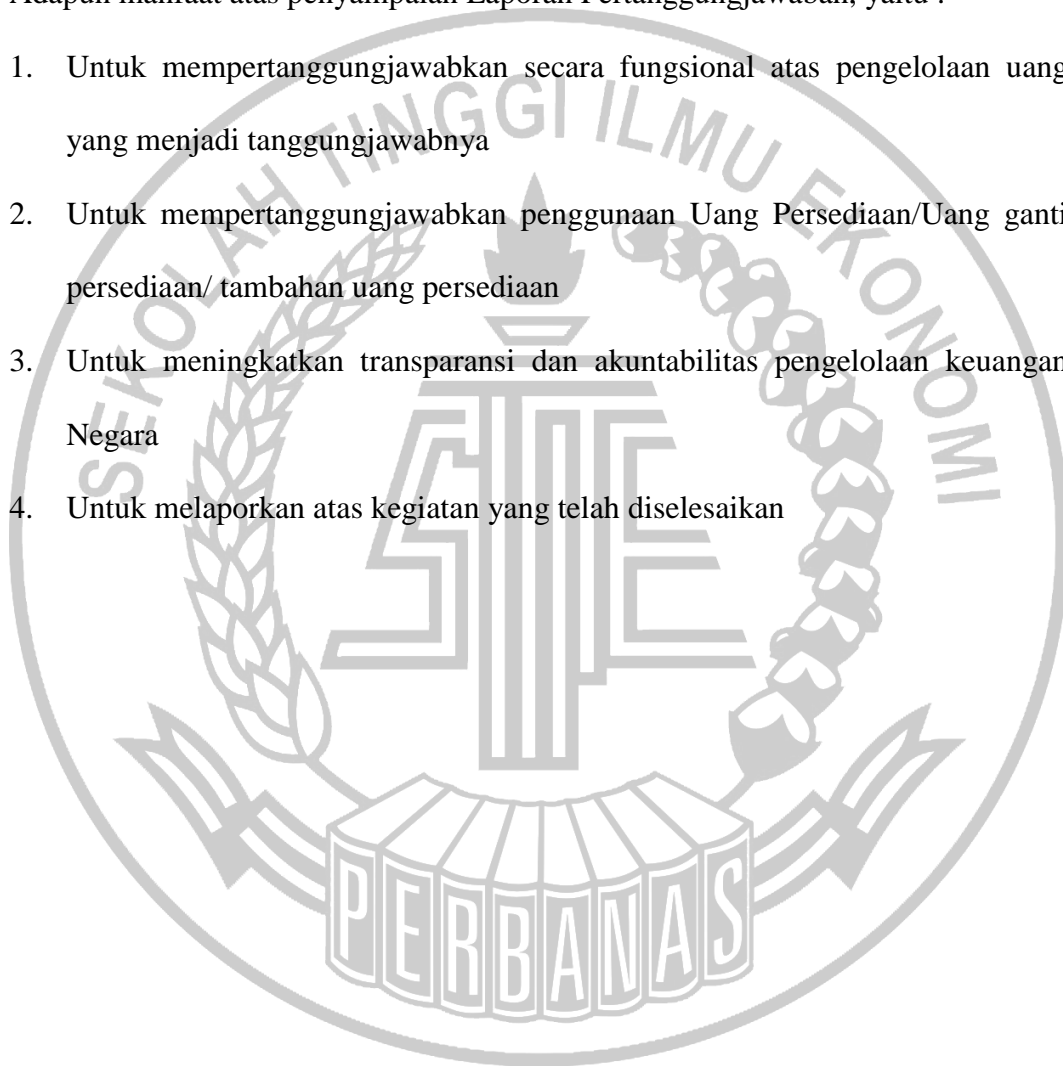 Adapun manfaat atas penyampaian Laporan Pertanggungjawaban, yaitu :
1. Untuk mempertanggungjawabkan secara fungsional atas pengelolaan uang
yang menjadi tanggungjawabnya
2. Untuk mempertanggungjawabkan penggunaan Uang Persediaan/Uang ganti
persediaan/ tambahan uang persediaan
3. Untuk meningkatkan transparansi dan akuntabilitas pengelolaan keuangan
Negara
4. Untuk melaporkan atas kegiatan yang telah diselesaikan
SEKOLAH TINGGI ILMU EKONOMI
PERBANAS